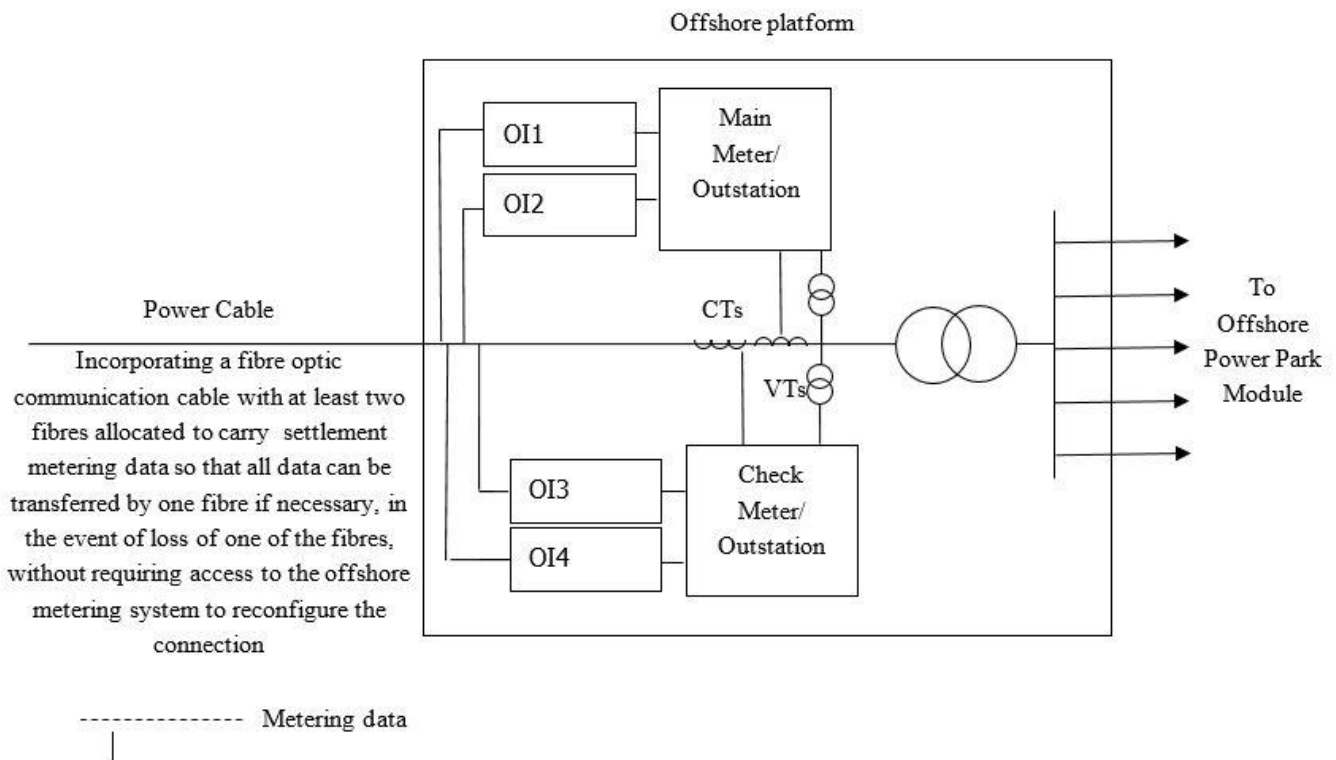 Offshore platform
OI1
OI2
Main
Meter/
Outstation
Power Cable
Incorporating a fibre optic
communication cable with at least two
fibres allocated to carry settlement
metering data so that all data can be
transferred by one fibre if necessary, in
the event of loss of one of the fibres,
without requiring access to the offshore
metering system to reconfigure the
connection
CTs
VTs
OI3
OI4
Check
Meter/
Outstation
To
Offshore
Power Park
Module
Metering data